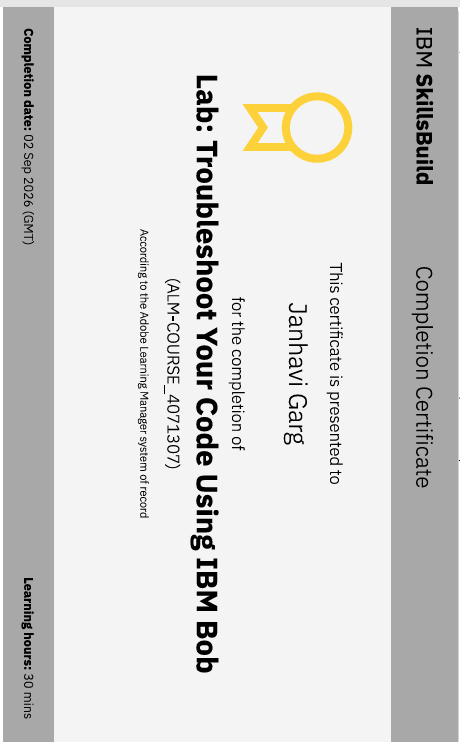 IBM SkillsBuild
Completion Certificate
This certificate is presented to
Janhavi Garg
for the completion of
Lab: Troubleshoot Your Code Using IBM Bob
(ALM-COURSE_4071307)
According to the Adobe Learning Manager system of record
Completion date: 02 Sep 2026 (GMT)
Learning hours: 30 mins